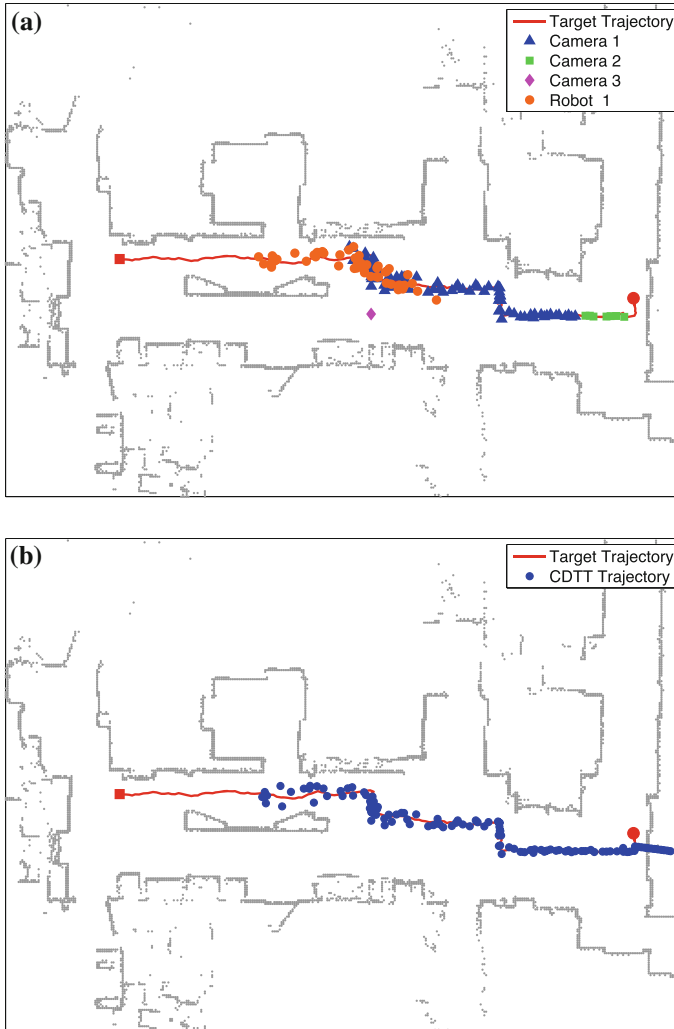 (a)
Target Trajectory
Camera 1
Camera 2
Camera 3
Robot 1
(b)
Target Trajectory
CDTT Trajectory